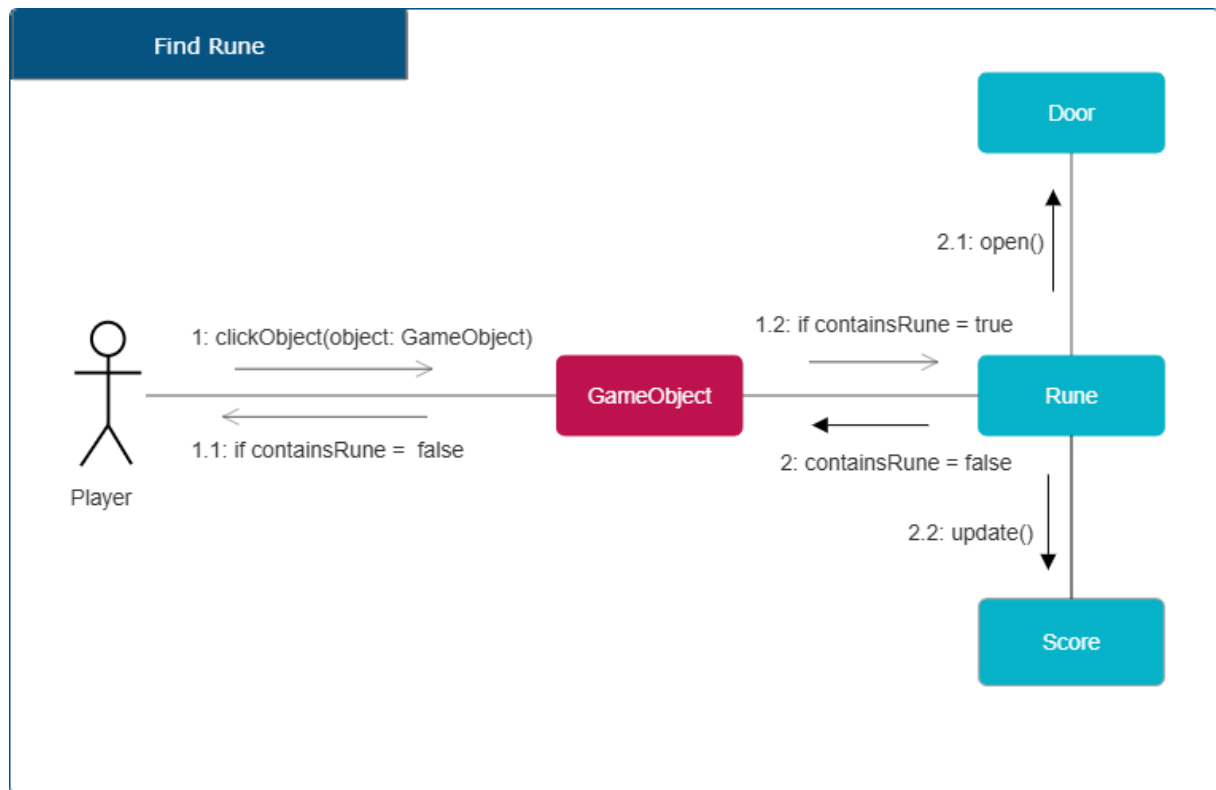 Find Rune
Door
2.1: open()
1: clickObject(object: GameObject)
1.2: if containsRune = true
GameObject
Rune
1.1: if containsRune =  false
2: containsRune = false
Player
2.2: update()
Score